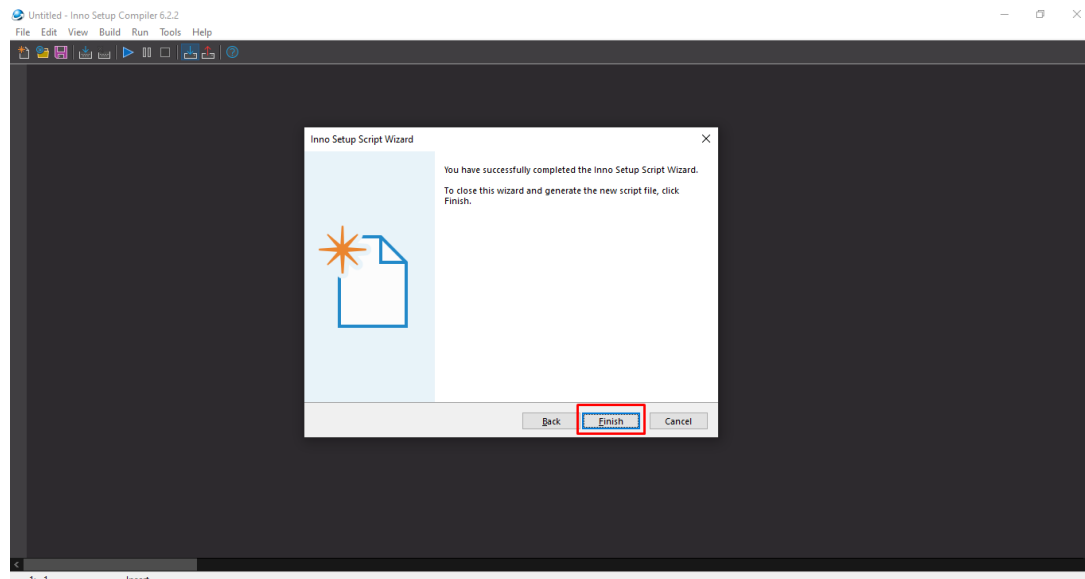 Untitled - Inno Setup Compiler 6.2.2
File Edit View Build Run Tools Help
Inno Setup Script Wizard
You have successfully completed the Inno Setup Script Wizard.
To close this wizard and generate the new script file, click
Finish.
Back Finish Cancel